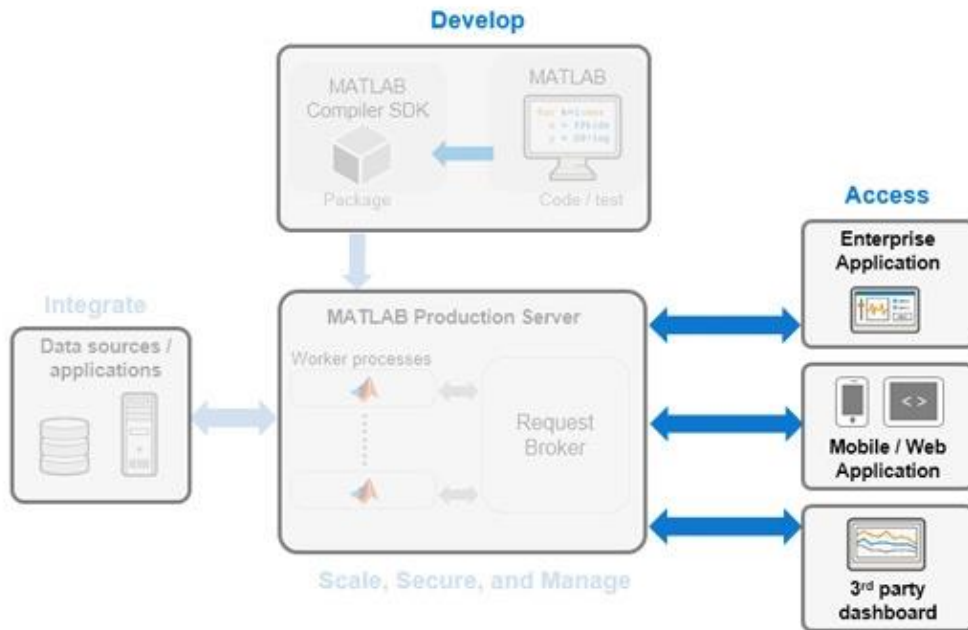 Develop
MATLAB
Compiler SDK
Package
MATLAB
Code / test
Access
Enterprise
Application
Integrate
Data sources /
applications
MATLAB Production Server
Worker processes
Request
Broker
< >
Mobile / Web
Application
3rd party
dashboard
Scale, Secure, and Manage